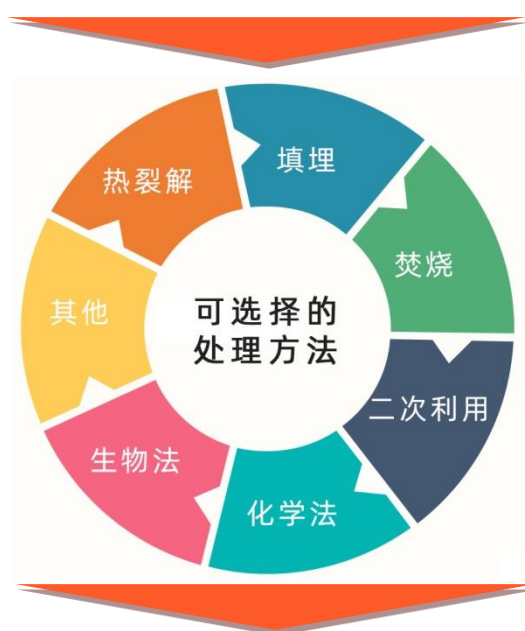 填埋
热裂解
焚烧
其他
可选择的
处理方法
二次利用
生物法
化学法